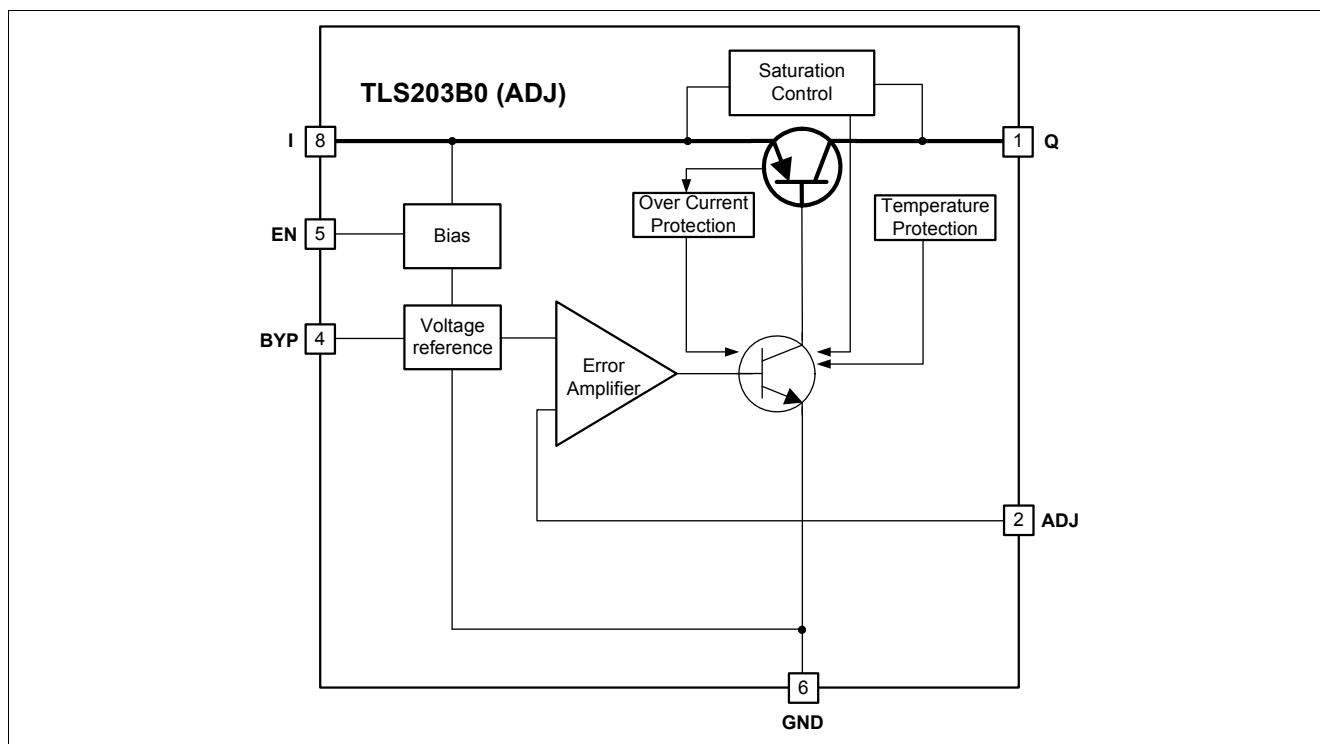 TLS203B0 (ADJ)
Saturation
Control
I
8
1
Q
Over Current
Protection
Temperature
Protection
EN
5
Bias
BYP
4
Voltage
reference
Error
Amplifier
2
ADJ
6
GND